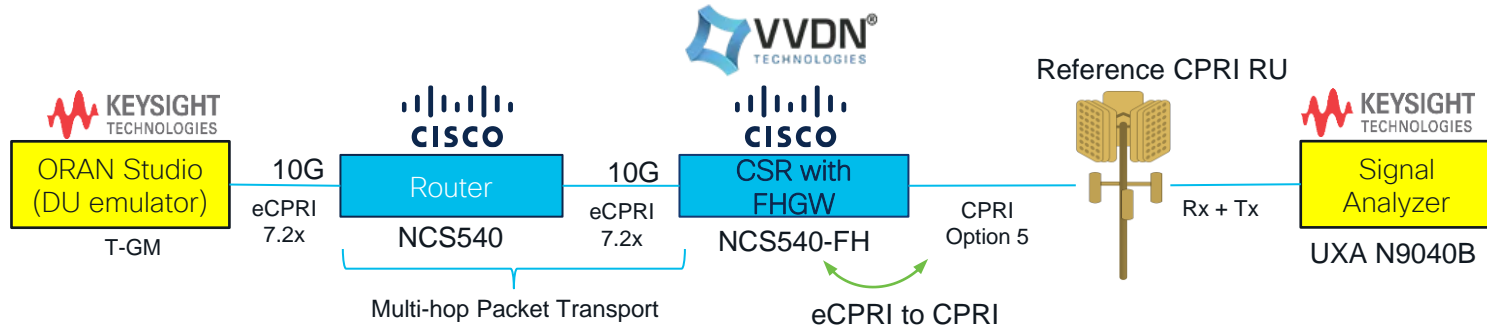 VVDN®
TECHNOLOGIES
KEYSIGHT
TECHNOLOGIES
CISCO
CISCO
Reference CPRI RU
KEYSIGHT
TECHNOLOGIES
ORAN Studio
(DU emulator)
T-GM
10G
eCPRI
7.2x
Router
NCS540
10G
eCPRI
7.2x
CSR with
FHGW
NCS540-FH
CPRI
Option 5
Rx + Tx
Signal
Analyzer
UXA N9040B
Multi-hop Packet Transport
eCPRI to CPRI